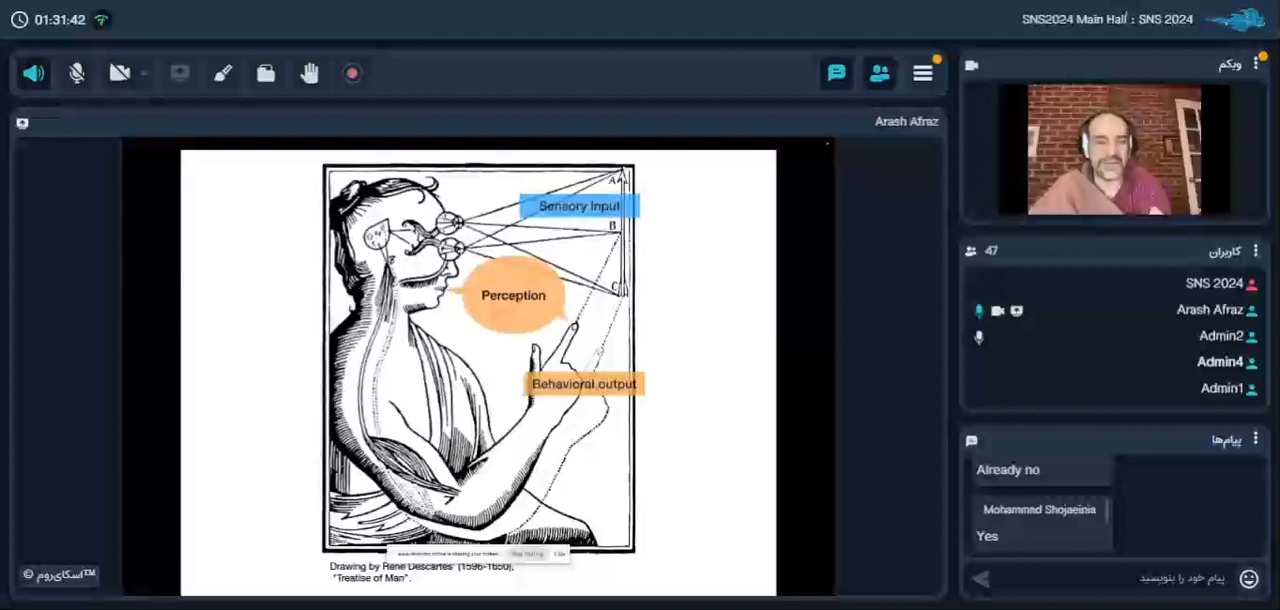 01:31:42
SNS2024 Main Hall : SNS 2024
Arash Afraz
A
Sensory Input
B
C
Perception
Behavioral output
Drawing by René Descartes (1596-1650),
"Treatise of Man".
اسکای‌روم™ ©
وبکم
کاربران
47
SNS 2024
Arash Afraz
Admin2
Admin4
Admin1
پیام‌ها
Already no
Mohammad Shojaeinia
Yes
پیام خود را بنویسید